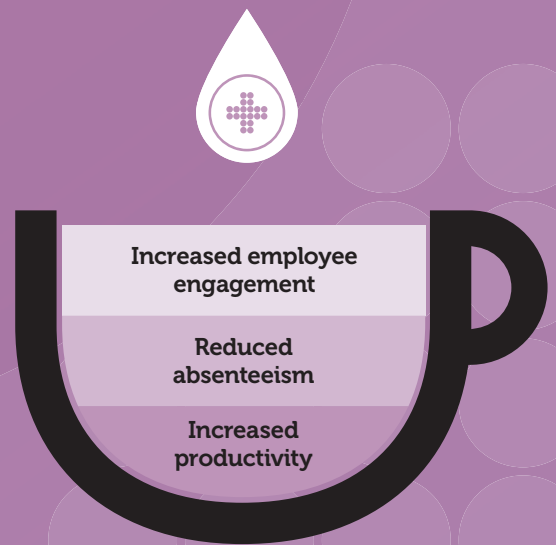 Increased employee
engagement
Reduced
absenteeism
Increased
productivity